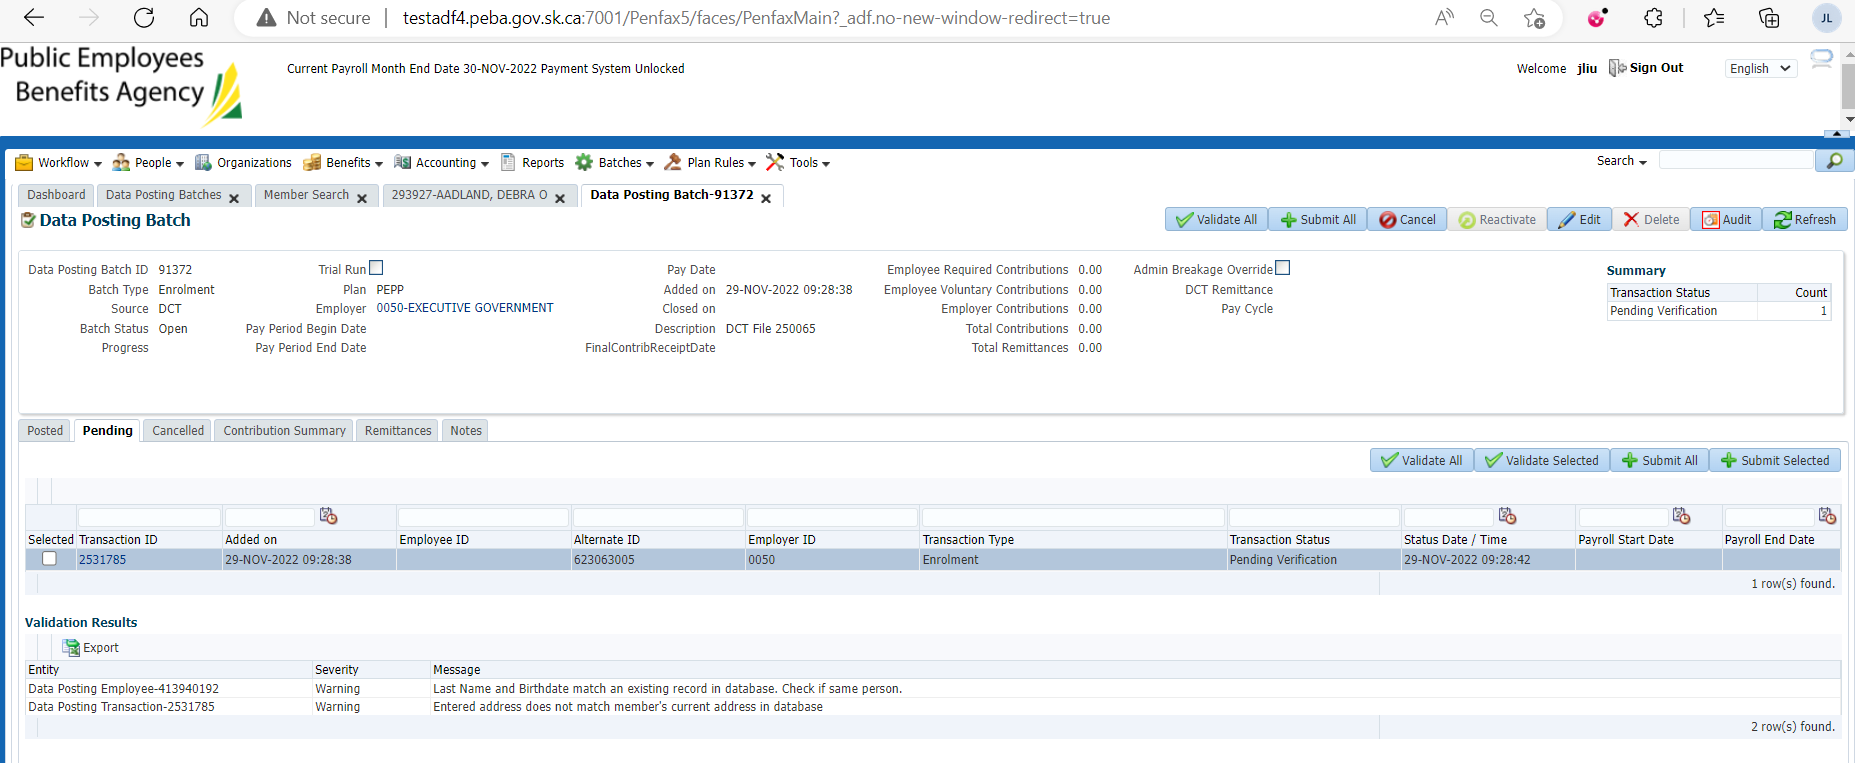 Not secure | testadf4.peba.gov.sk.ca:7001/Penfax5/faces/PenfaxMain?_adf.no-new-window-redirect=true JL
Public Employees
Benefits Agency
Current Payroll Month End Date 30-NOV-2022 Payment System Unlocked
Welcome jliu Sign Out English
Workflow People Organizations Benefits Accounting Reports Batches Plan Rules Tools Search
Dashboard Data Posting Batches Member Search 293927-AADLAND, DEBRA O Data Posting Batch-91372
Data Posting Batch Validate All Submit All Cancel Reactivate Edit Delete Audit Refresh
Data Posting Batch ID 91372 Trial Run Pay Date Employee Required Contributions 0.00 Admin Breakage Override Summary
Batch Type Enrolment Plan PEPP Added on 29-NOV-2022 09:28:38 Employee Voluntary Contributions 0.00 DCT Remittance Transaction Status Count
Source DCT Employer 0050-EXECUTIVE GOVERNMENT Closed on Employer Contributions 0.00 Pay Cycle Pending Verification 1
Batch Status Open Pay Period Begin Date Description DCT File 250065 Total Contributions 0.00
Progress Pay Period End Date FinalContribReceiptDate Total Remittances 0.00
Posted Pending Cancelled Contribution Summary Remittances Notes
Validate All Validate Selected Submit All Submit Selected
Selected Transaction ID Added on Employee ID Alternate ID Employer ID Transaction Type Transaction Status Status Date / Time Payroll Start Date Payroll End Date
2531785 29-NOV-2022 09:28:38 623063005 0050 Enrolment Pending Verification 29-NOV-2022 09:28:42
1 row(s) found.
Validation Results
Export
Entity Severity Message
Data Posting Employee-413940192 Warning Last Name and Birthdate match an existing record in database. Check if same person.
Data Posting Transaction-2531785 Warning Entered address does not match member's current address in database
2 row(s) found.